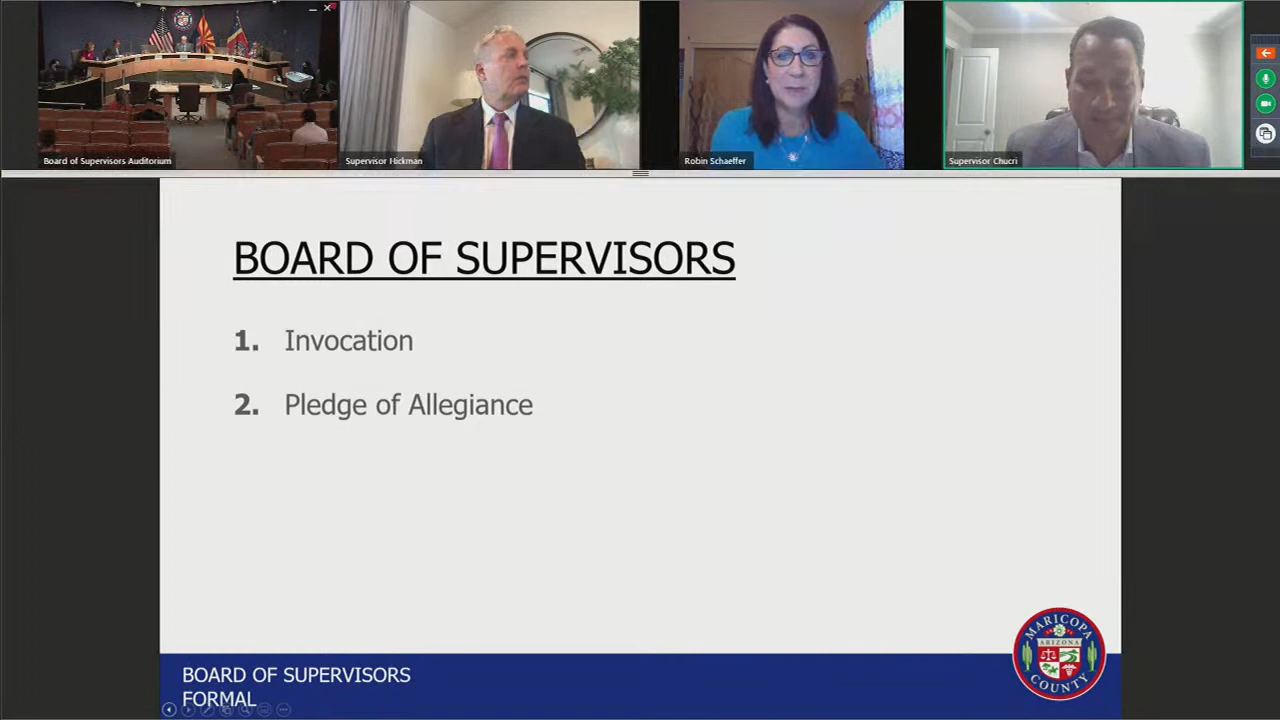 Board of Supervisors Auditorium
Supervisor Hickman
Robin Schaeffer
Supervisor Chucri
BOARD OF SUPERVISORS
1. Invocation
2. Pledge of Allegiance
MARICOPA
ARIZONA
COUNTY
BOARD OF SUPERVISORS
FORMAL